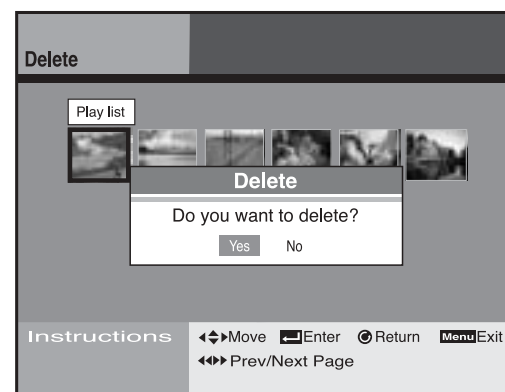 Delete
Play list
Delete
Do you want to delete?
Yes No
Instructions Move Enter Return Menu Exit
Prev/Next Page